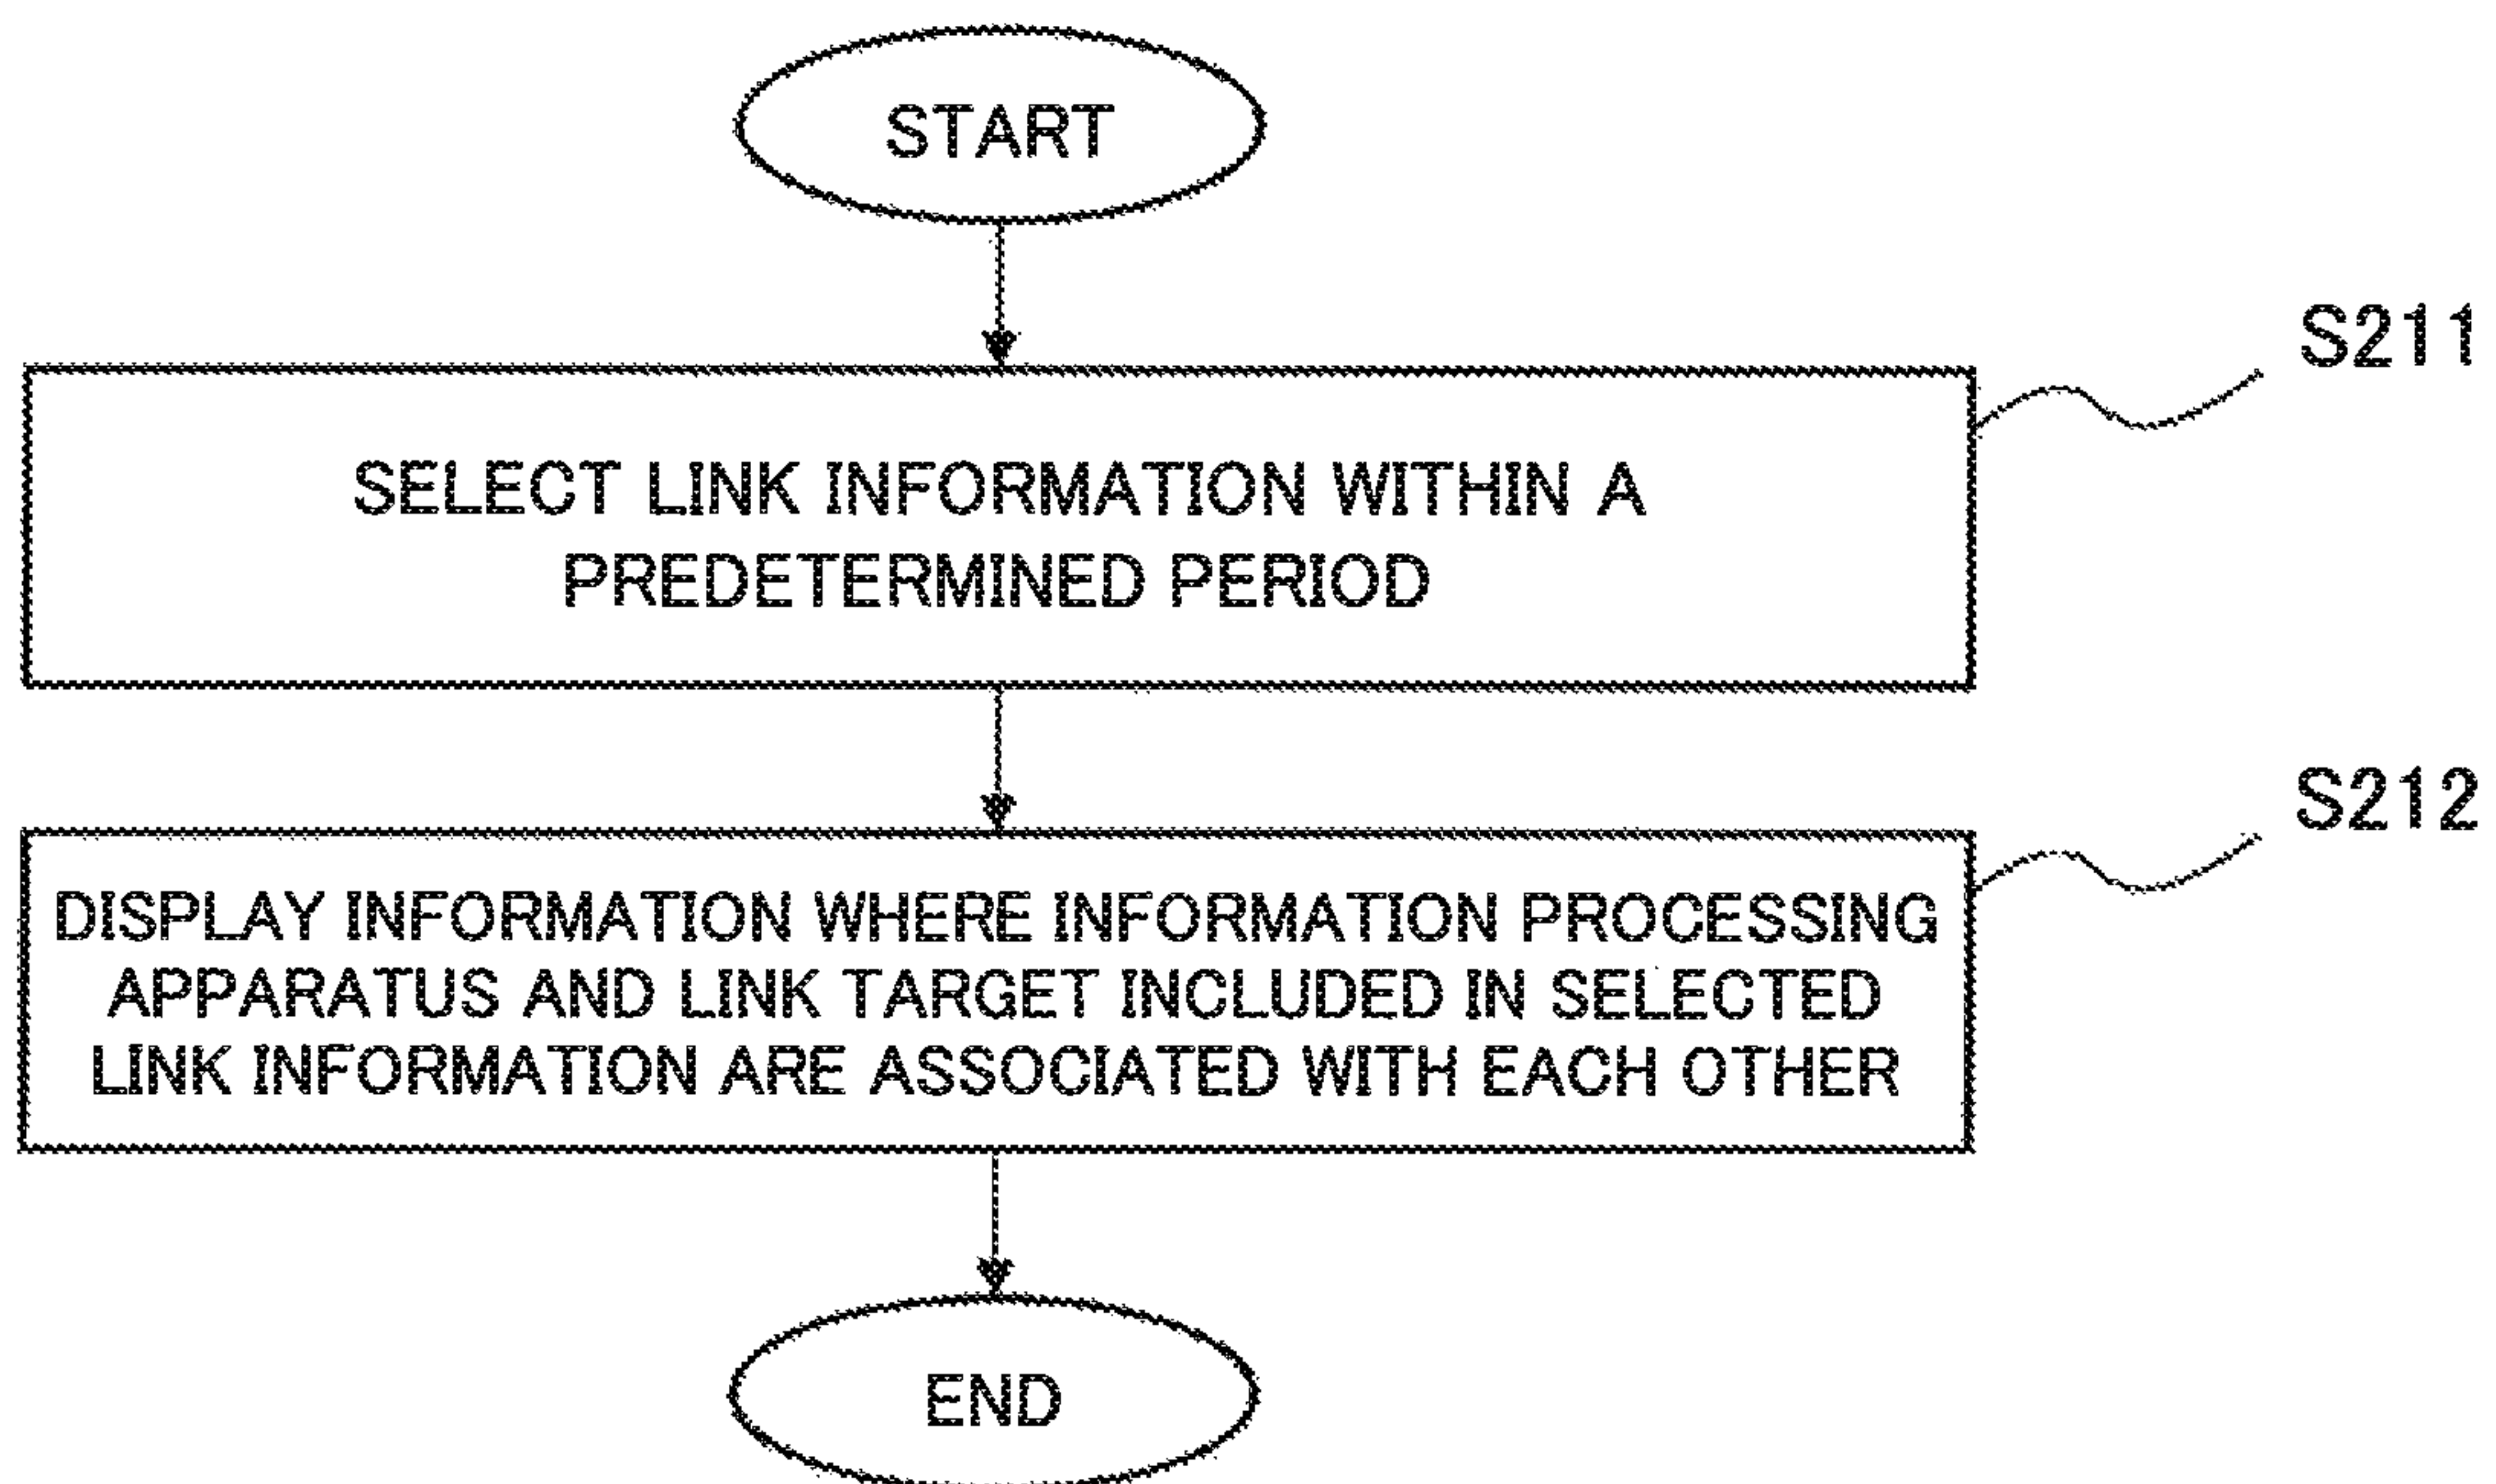 START
S211
SELECT LINK INFORMATION WITHIN A
PREDETERMINED PERIOD
S212
DISPLAY INFORMATION WHERE INFORMATION PROCESSING
APPARATUS AND LINK TARGET INCLUDED IN SELECTED
LINK INFORMATION ARE ASSOCIATED WITH EACH OTHER
END